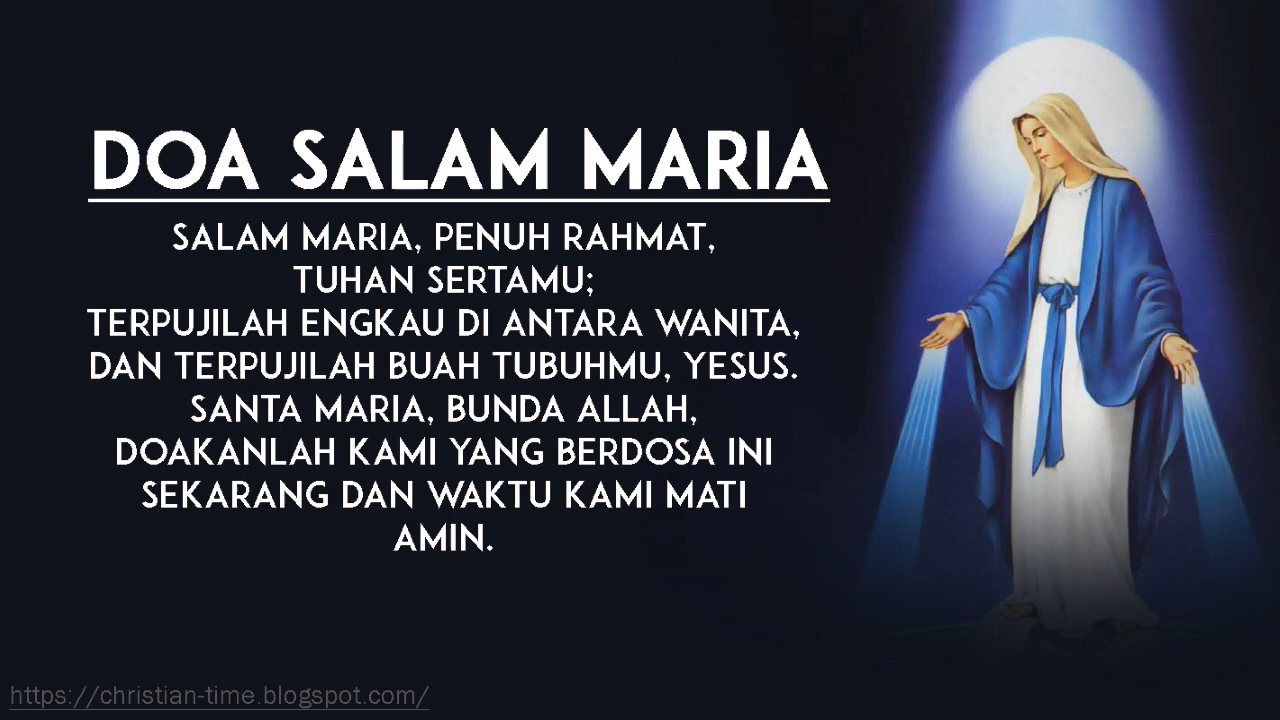 DOA SALAM MARIA
SALAM MARIA, PENUH RAHMAT,
TUHAN SERTAMU;
TERPUJILAH ENGKAU DI ANTARA WANITA,
DAN TERPUJILAH BUAH TUBUHMU, YESUS.
SANTA MARIA, BUNDA ALLAH,
DOAKANLAH KAMI YANG BERDOSA INI
SEKARANG DAN WAKTU KAMI MATI
AMIN.
https://christian-time.blogspot.com/